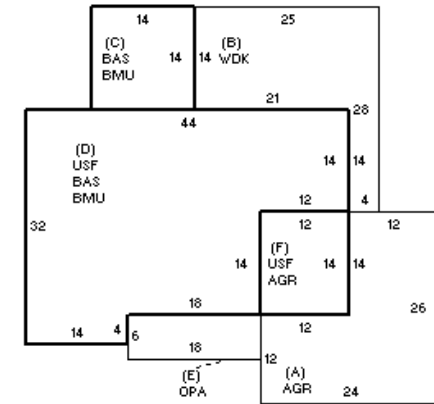 14 25
(C) (B)
BAS 14 14 WDK
BMU
21
44 28
(D)
USF 14 14
BAS
BMU
12 4
12 12
32
(F)
14 USF 14 14
AGR
18 26
14 4 6 12
18 12
(E) (A)
OPA AGR
24